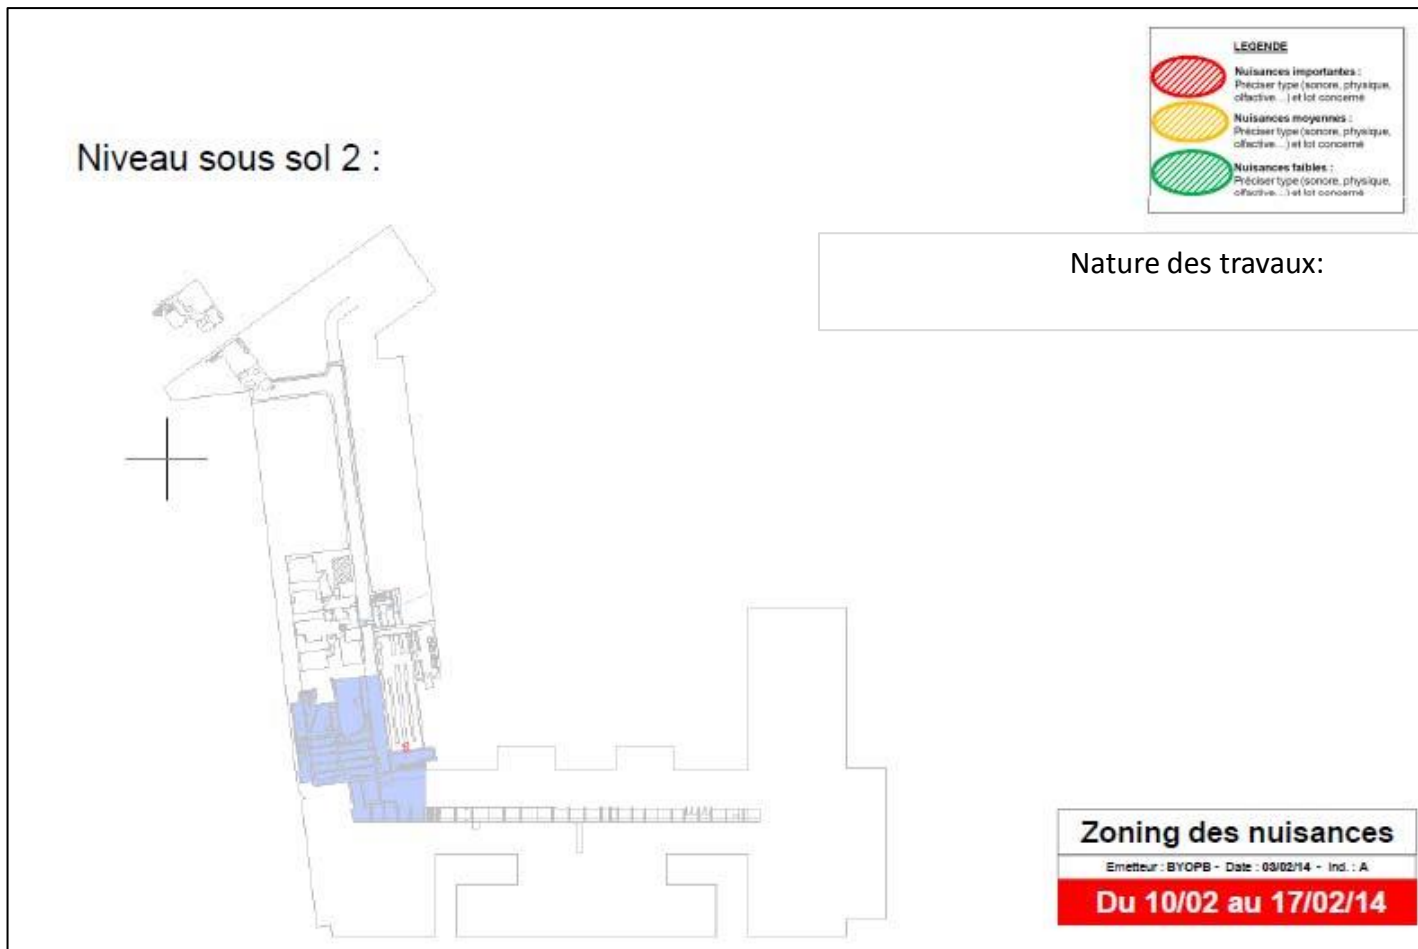 LEGENDE
Nuisances importantes :
Préciser type (sonore, physique,
olfactive…) et lot concerné
Nuisances moyennes :
Préciser type (sonore, physique,
olfactive…) et lot concerné
Nuisances faibles :
Préciser type (sonore, physique,
olfactive…) et lot concerné
Niveau sous sol 2 :
Nature des travaux:
Zoning des nuisances
Emetteur : BYOPB - Date : 03/02/14 - Ind. : A
Du 10/02 au 17/02/14